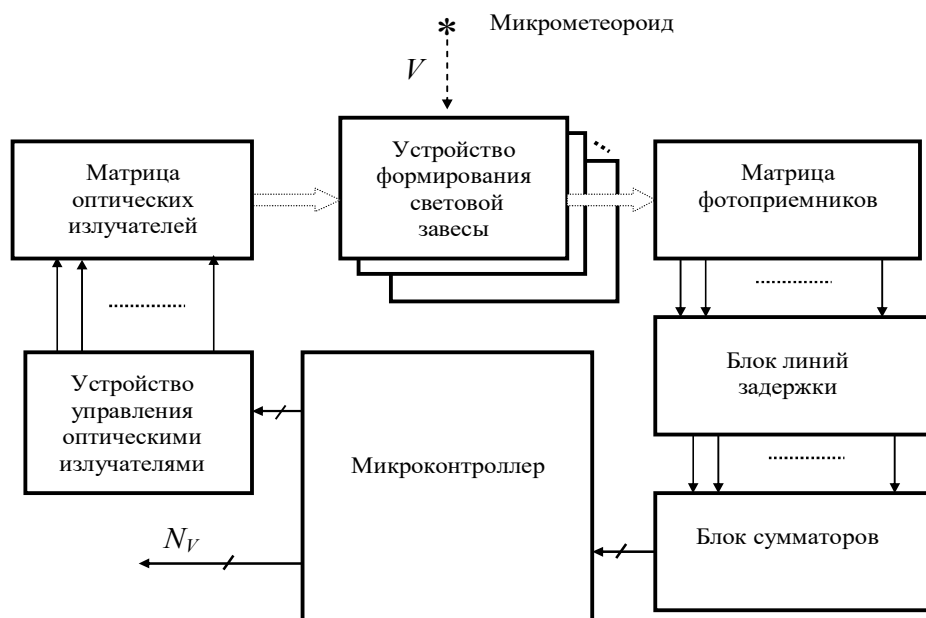 * Микрометеороид
V
Матрица
оптических
излучателей
Устройство
формирования
световой
завесы
Матрица
фотоприемников
Устройство
управления
оптическими
излучателями
Микроконтроллер
Блок линий
задержки
Блок сумматоров
N_V